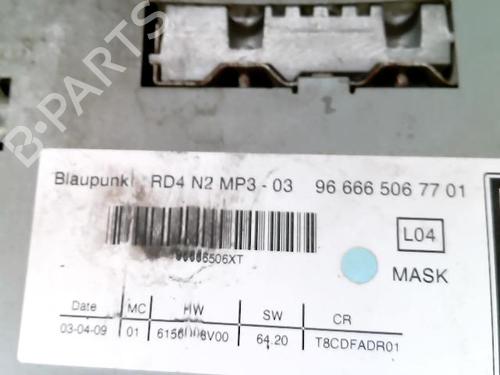 B-PARTS
Blaupunkt RD4 N2 MP3 - 03 96 666 506 77 01
L04
MASK
Date MC HW SW CR
03-04-09 01 64.20 T8CDFADR01